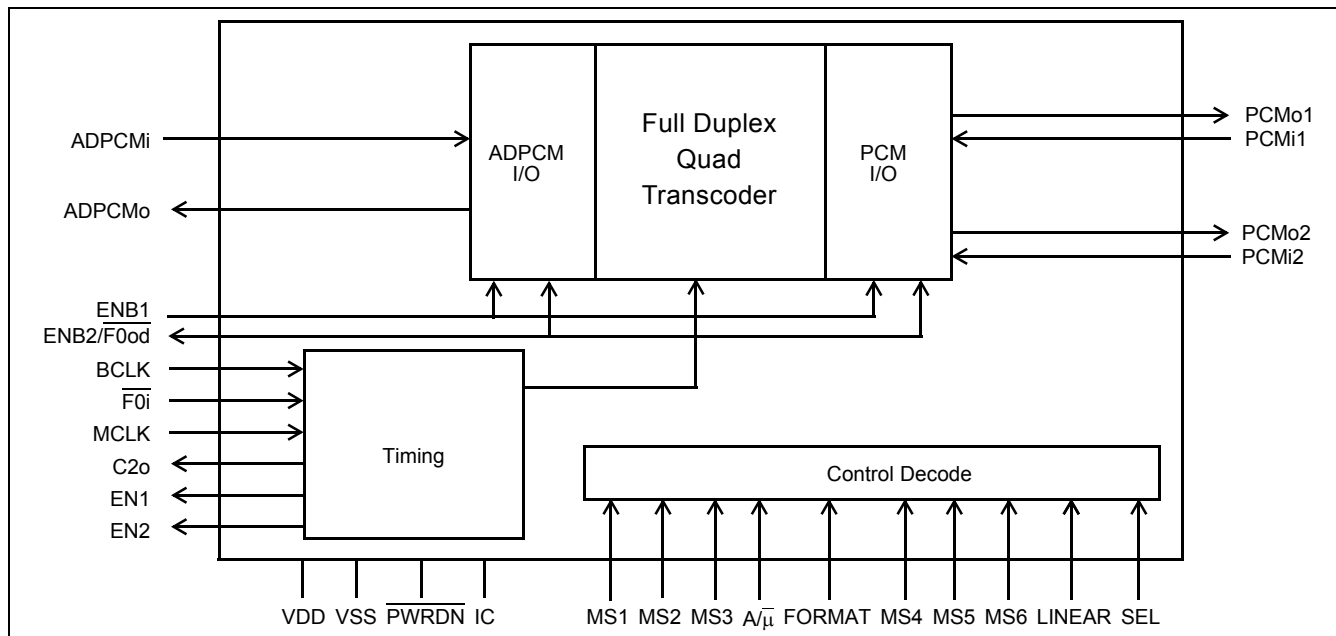 ADPCMi
ADPCMo
ENB1
ENB2/F0od
BCLK
F0i
MCLK
C2o
EN1
EN2
ADPCM
I/O
Full Duplex
Quad
Transcoder
PCM
I/O
PCMo1
PCMi1
PCMo2
PCMi2
Timing
Control Decode
VDD VSS PWRDN IC MS1 MS2 MS3 A/μ FORMAT MS4 MS5 MS6 LINEAR SEL